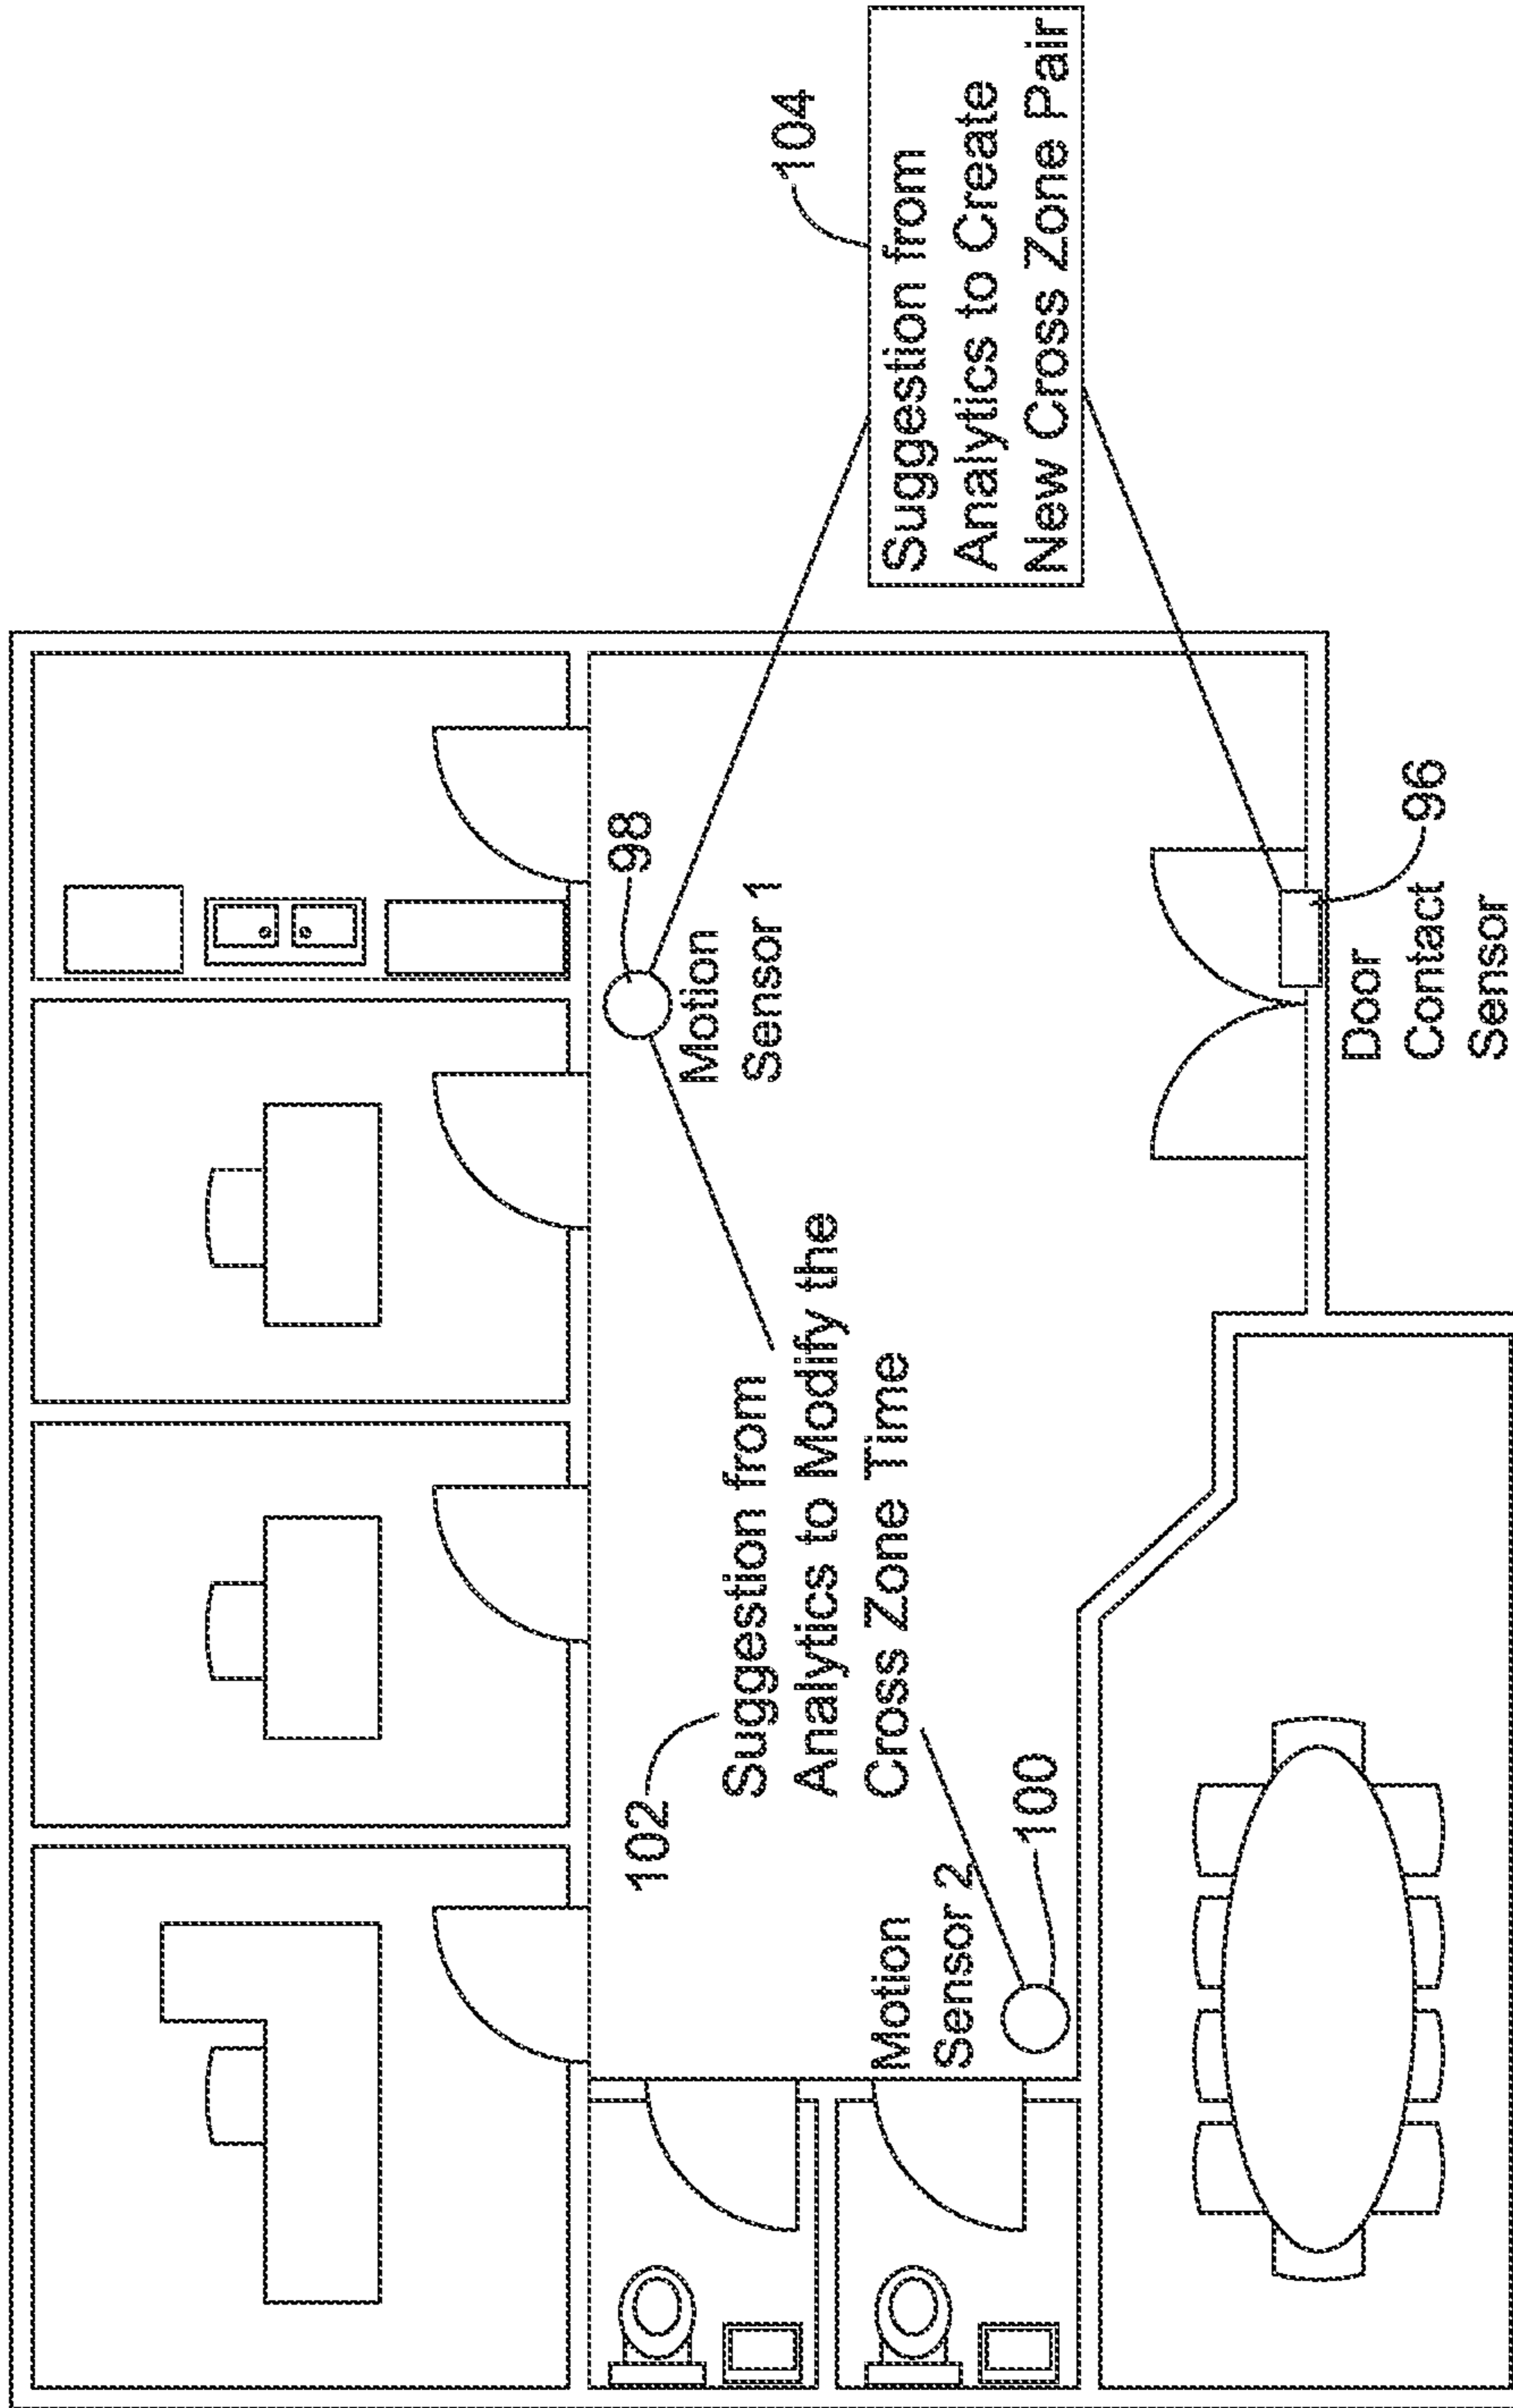 98
Motion
Sensor 1
102
Suggestion from
Analytics to Modify the
Cross Zone Time
Motion
Sensor 2
100
104
Suggestion from
Analytics to Create
New Cross Zone Pair
Door
Contact
Sensor
96